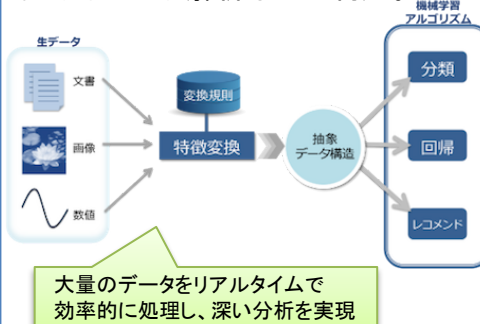 機械学習
アルゴリズム
生データ
文書
画像
数値
変換規則
特徴変換
抽象
データ構造
分類
回帰
レコメンド
大量のデータをリアルタイムで
効率的に処理し、深い分析を実現